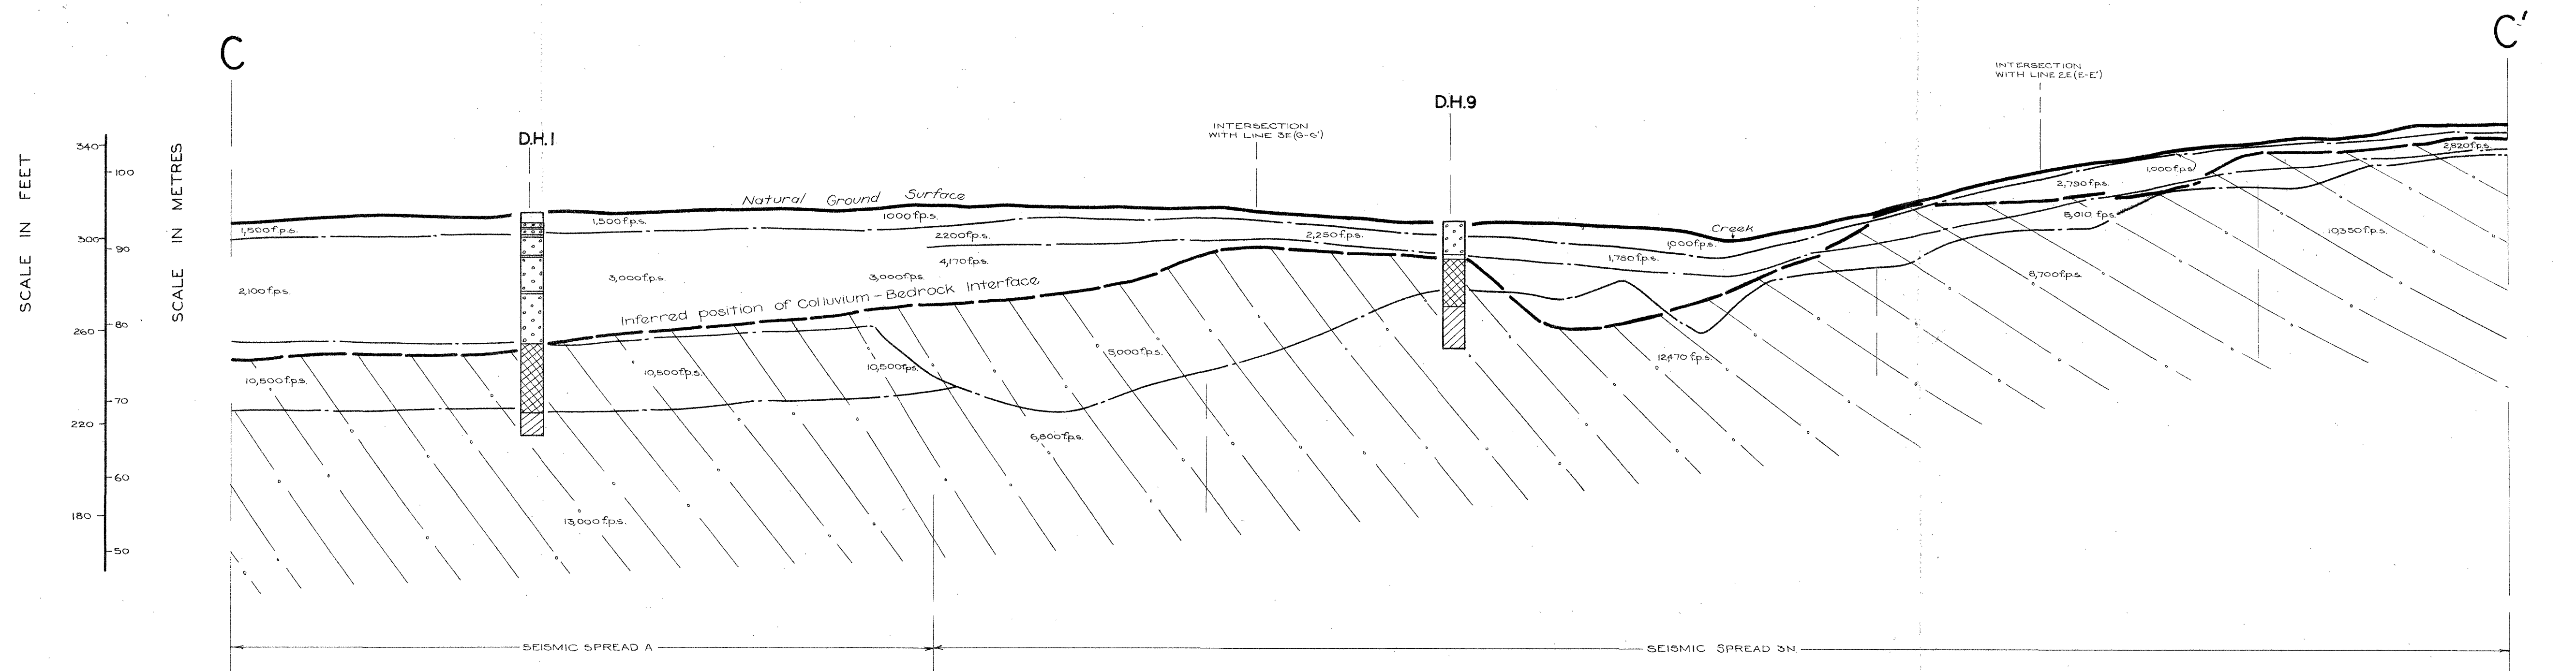 C
C'
INTERSECTION
WITH LINE 2E (E-E')
D.H.9
INTERSECTION
WITH LINE 3E (G-G')
D.H.1
SCALE IN FEET
SCALE IN METRES
340
300
260
220
180
100
90
80
70
60
50
Natural Ground Surface
Creek
1,500 f.p.s.
1,500 f.p.s.
1000 f.p.s.
2200 f.p.s.
2,250 f.p.s.
4,170 f.p.s.
3,000 f.p.s.
3,000 f.p.s.
2,100 f.p.s.
Inferred position of Colluvium - Bedrock Interface
1,000 f.p.s.
1,780 f.p.s.
2,790 f.p.s.
1,000 f.p.s.
2,820 f.p.s.
10,350 f.p.s.
8,700 f.p.s.
12,470 f.p.s.
10,500 f.p.s.
10,500 f.p.s.
10,500 f.p.s.
5,000 f.p.s.
6,800 f.p.s.
13,000 f.p.s.
SEISMIC SPREAD A
SEISMIC SPREAD 3N